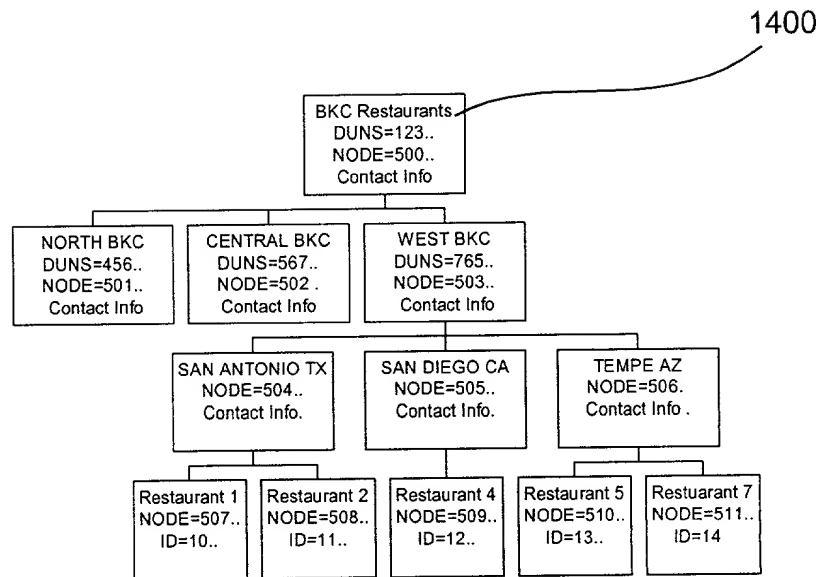 1400
BKC Restaurants
DUNS=123..
NODE=500..
Contact Info
NORTH BKC
DUNS=456..
NODE=501..
Contact Info
CENTRAL BKC
DUNS=567..
NODE=502 .
Contact Info
WEST BKC
DUNS=765..
NODE=503..
Contact Info
SAN ANTONIO TX
NODE=504..
Contact Info.
SAN DIEGO CA
NODE=505..
Contact Info.
TEMPE AZ
NODE=506.
Contact Info .
Restaurant 1
NODE=507..
ID=10..
Restaurant 2
NODE=508..
ID=11..
Restaurant 4
NODE=509..
ID=12..
Restaurant 5
NODE=510..
ID=13..
Restuarant 7
NODE=511..
ID=14